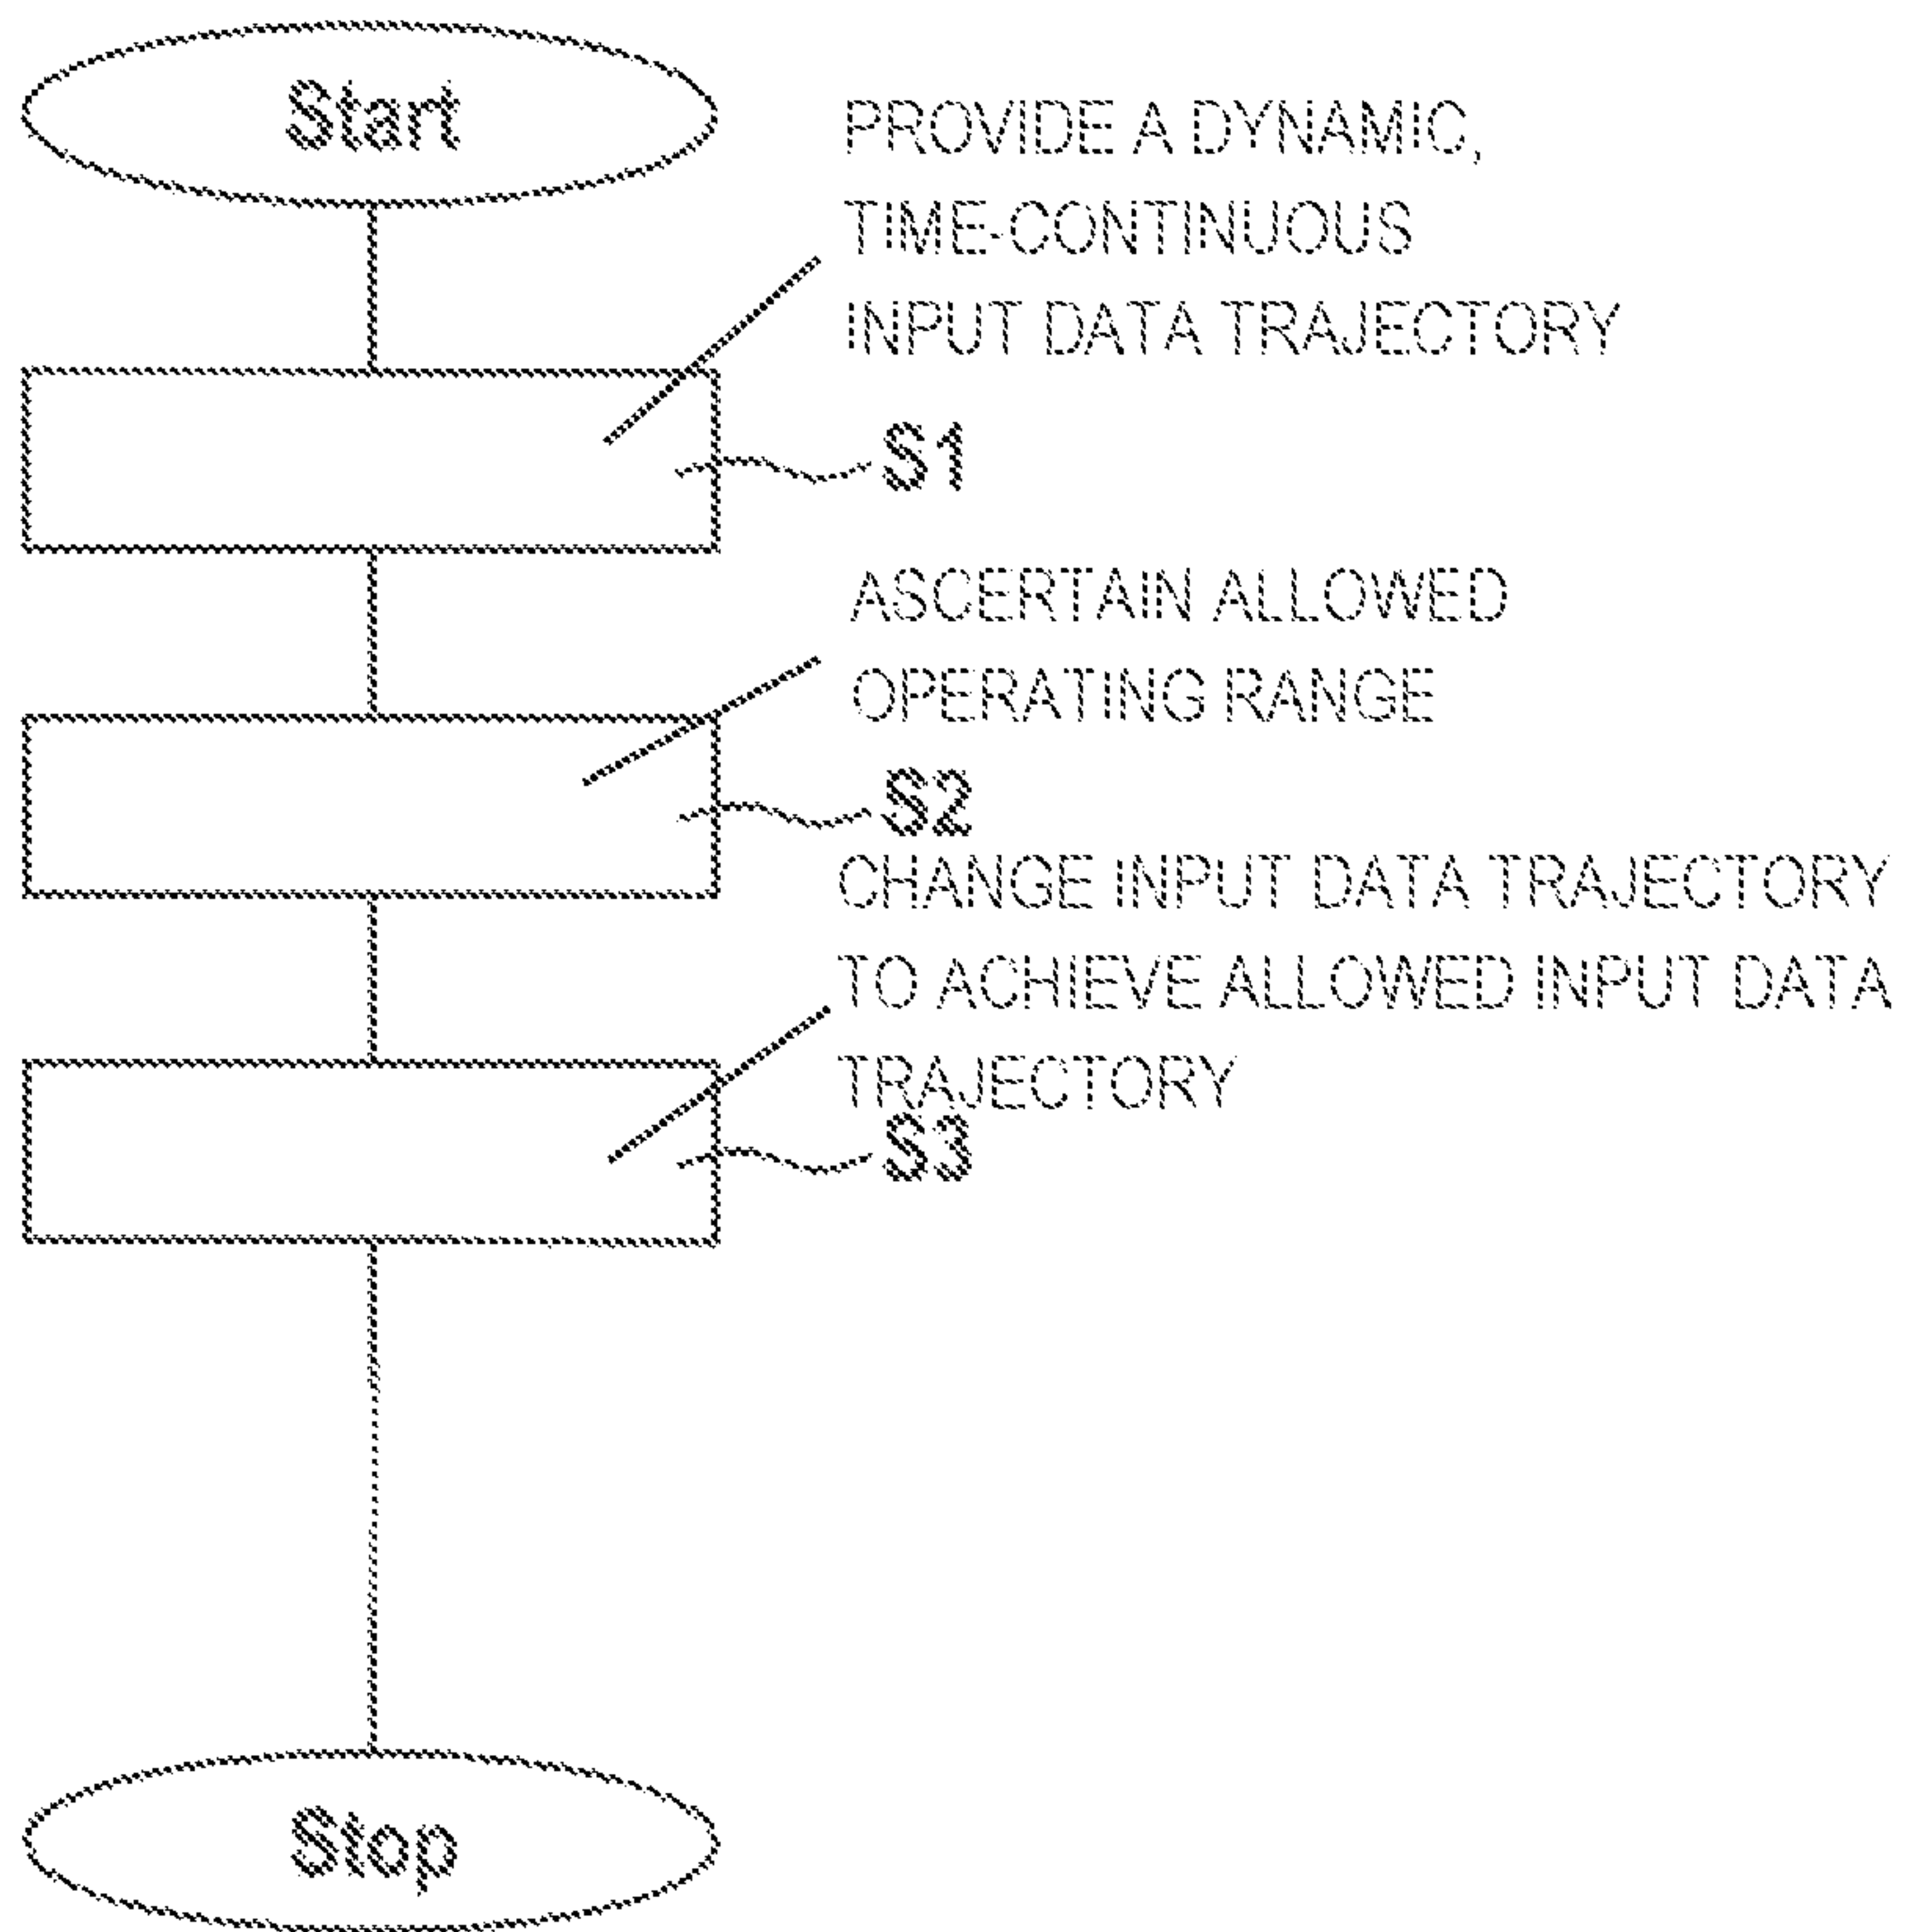 Start
PROVIDE A DYNAMIC,
TIME-CONTINUOUS
INPUT DATA TRAJECTORY
S1
ASCERTAIN ALLOWED
OPERATING RANGE
S2
CHANGE INPUT DATA TRAJECTORY
TO ACHIEVE ALLOWED INPUT DATA
TRAJECTORY
S3
Stop